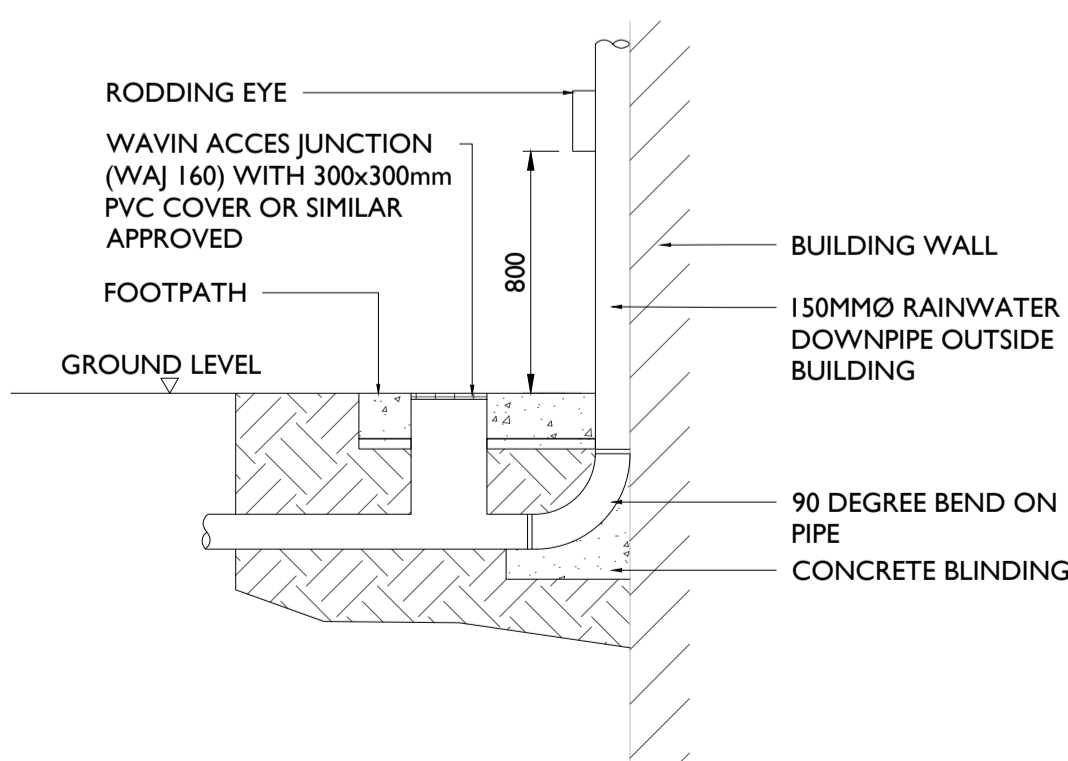 RODDING EYE
WAVIN ACCES JUNCTION
(WAJ 160) WITH 300x300mm
PVC COVER OR SIMILAR
APPROVED
800
BUILDING WALL
FOOTPATH
150MMØ RAINWATER
DOWNPIPE OUTSIDE
BUILDING
GROUND LEVEL
90 DEGREE BEND ON
PIPE
CONCRETE BLINDING